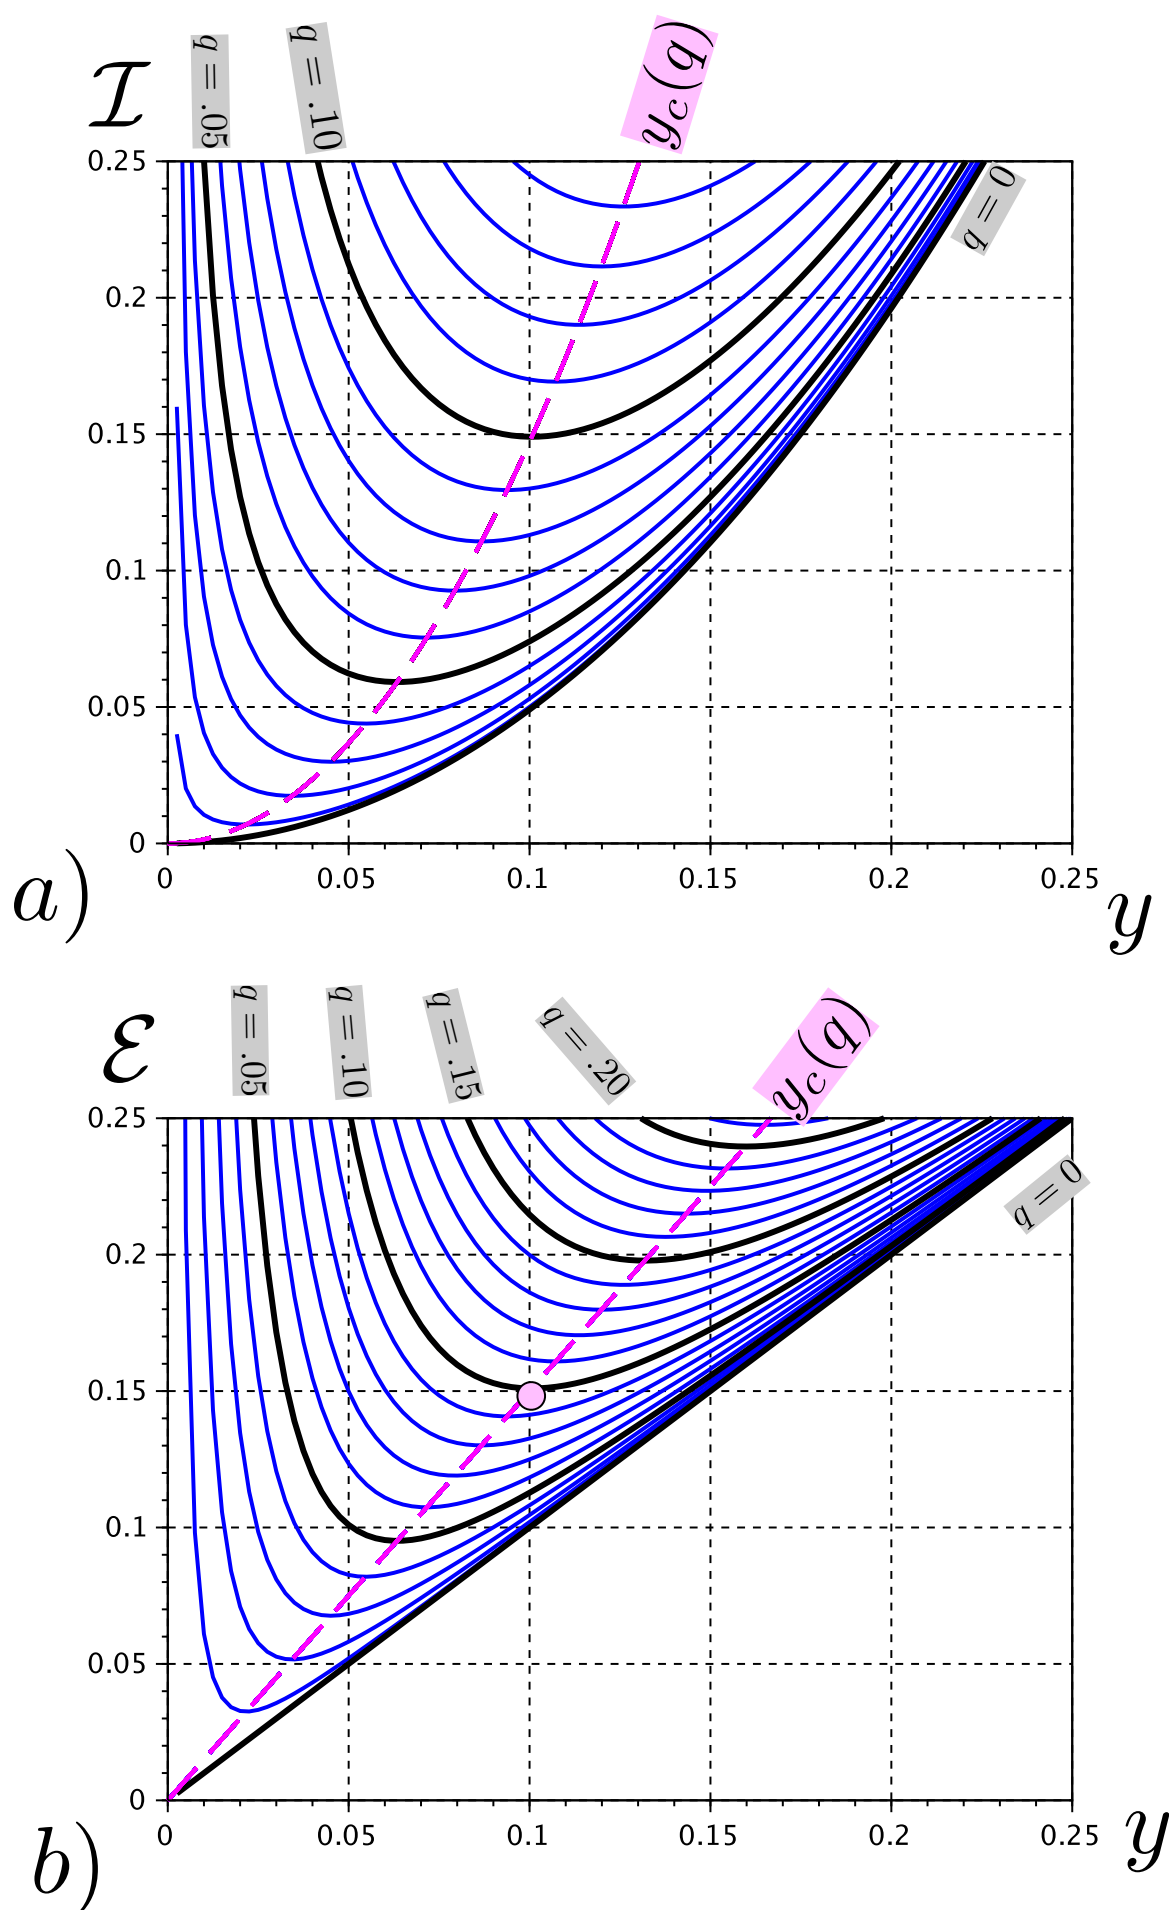 q = .05
q = .10
y_c(q)
ℐ
0.25
q = 0
0.2
0.15
0.1
0.05
0
0 0.05 0.1 0.15 0.2 0.25
a)
y
q = .05
q = .10
q = .15
q = .20
y_c(q)
ℰ
0.25
q = 0
0.2
0.15
0.1
0.05
0
0 0.05 0.1 0.15 0.2 0.25
y
b)